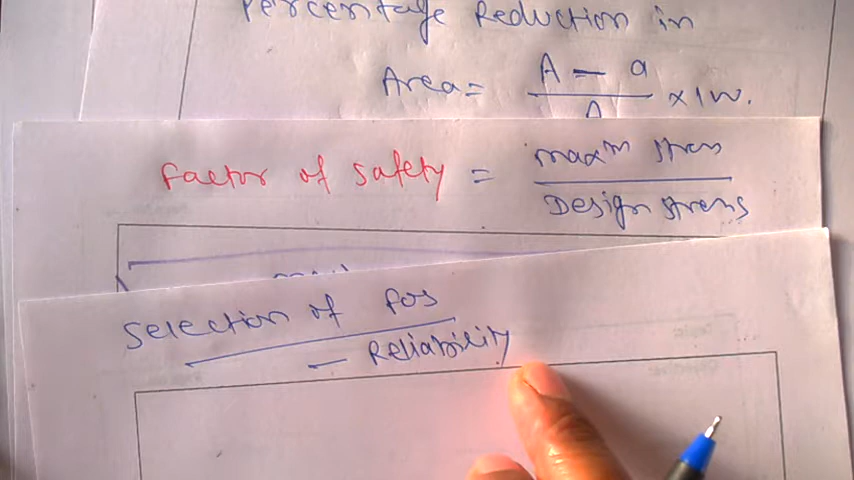 Percentage Reduction in
Area = A - a / A × 100.
Factor of safety = maxm stress / Design stress
Selection of FOS
- Reliability